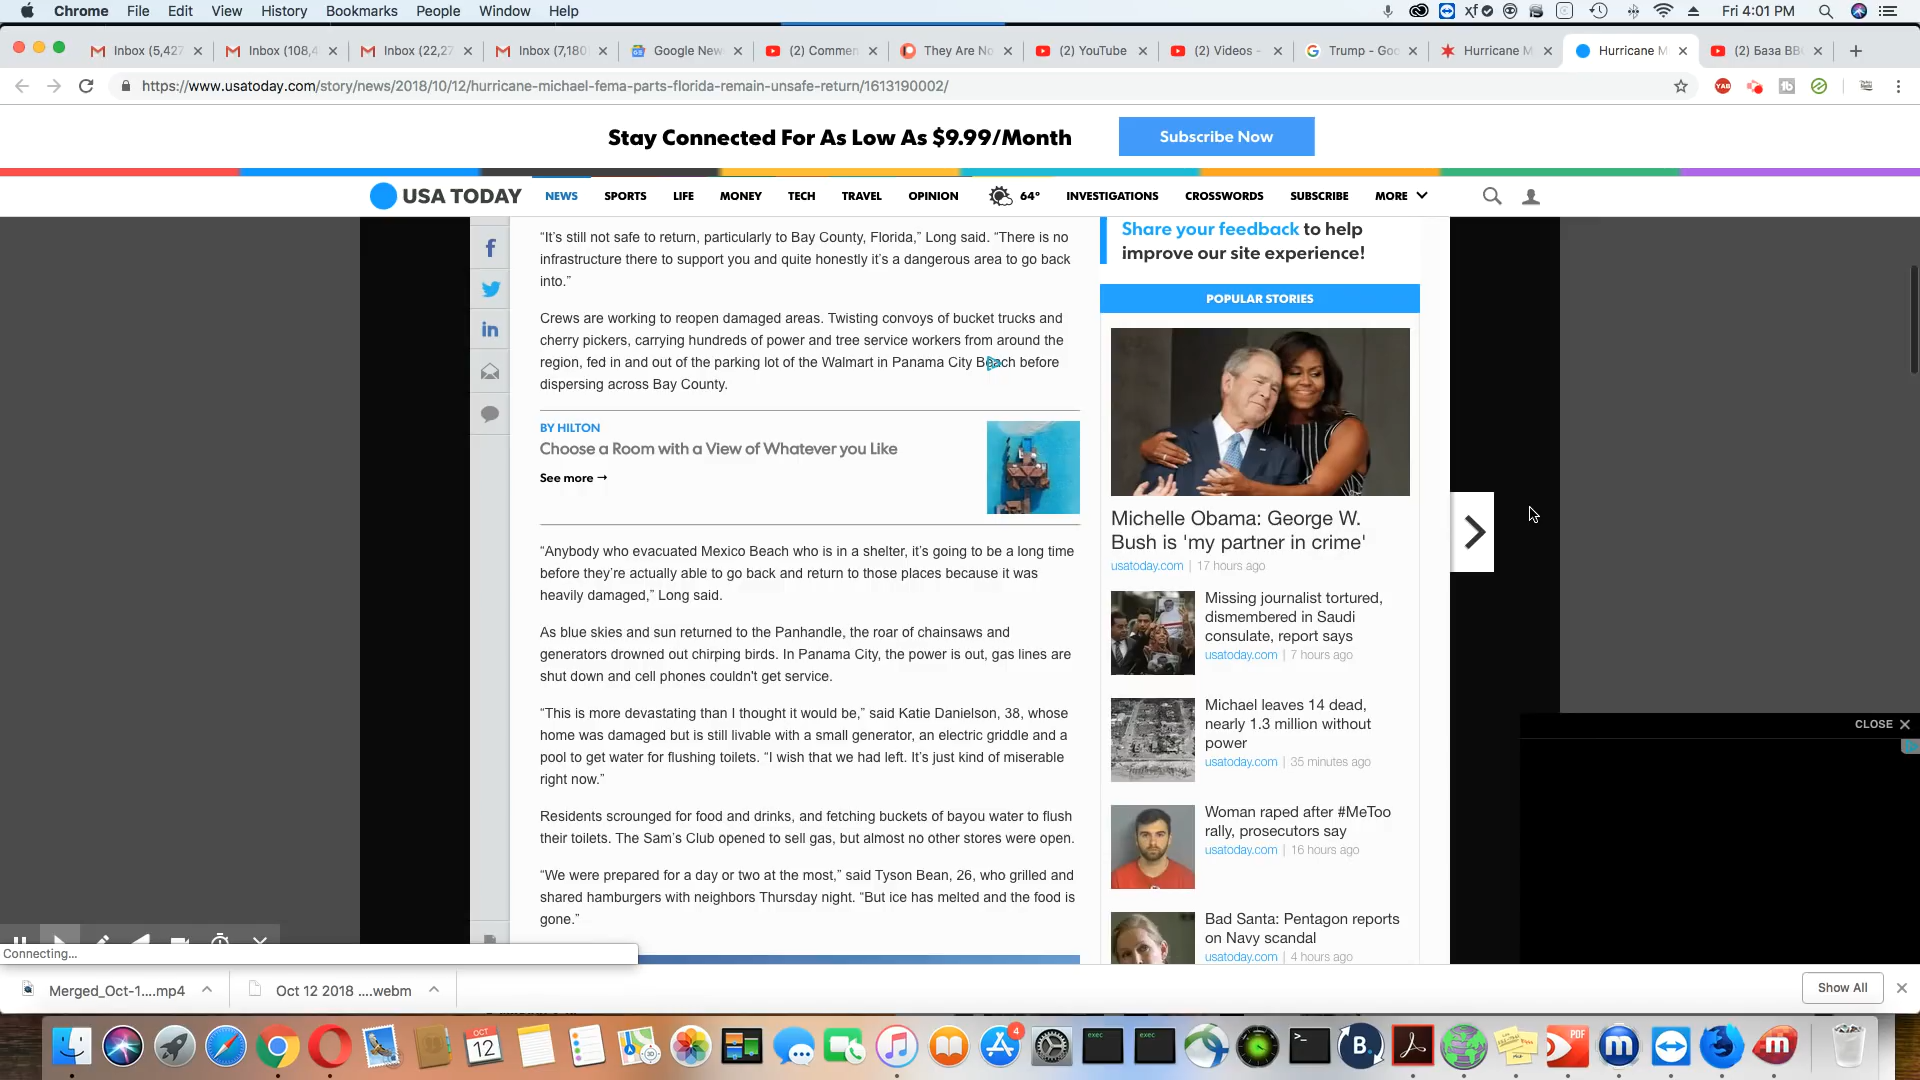 Chrome File Edit View History Bookmarks People Window Help
Fri 4:01 PM
Inbox (5,427
Inbox (108,4
Inbox (22,27
Inbox (7,180
Google New
(2) Commen
They Are No
(2) YouTube
(2) Videos -
Trump - Goo
Hurricane M
Hurricane M
(2) База ВВ
https://www.usatoday.com/story/news/2018/10/12/hurricane-michael-fema-parts-florida-remain-unsafe-return/1613190002/
Stay Connected For As Low As $9.99/Month
Subscribe Now
USA TODAY
NEWS SPORTS LIFE MONEY TECH TRAVEL OPINION 64° INVESTIGATIONS CROSSWORDS SUBSCRIBE MORE
“It’s still not safe to return, particularly to Bay County, Florida,” Long said. “There is no
infrastructure there to support you and quite honestly it’s a dangerous area to go back
into.”
Crews are working to reopen damaged areas. Twisting convoys of bucket trucks and
cherry pickers, carrying hundreds of power and tree service workers from around the
region, fed in and out of the parking lot of the Walmart in Panama City Beach before
dispersing across Bay County.
BY HILTON
Choose a Room with a View of Whatever you Like
See more →
“Anybody who evacuated Mexico Beach who is in a shelter, it’s going to be a long time
before they’re actually able to go back and return to those places because it was
heavily damaged,” Long said.
As blue skies and sun returned to the Panhandle, the roar of chainsaws and
generators drowned out chirping birds. In Panama City, the power is out, gas lines are
shut down and cell phones couldn't get service.
“This is more devastating than I thought it would be,” said Katie Danielson, 38, whose
home was damaged but is still livable with a small generator, an electric griddle and a
pool to get water for flushing toilets. “I wish that we had left. It’s just kind of miserable
right now.”
Residents scrounged for food and drinks, and fetching buckets of bayou water to flush
their toilets. The Sam’s Club opened to sell gas, but almost no other stores were open.
“We were prepared for a day or two at the most,” said Tyson Bean, 26, who grilled and
shared hamburgers with neighbors Thursday night. “But ice has melted and the food is
gone.”
Share your feedback to help
improve our site experience!
POPULAR STORIES
Michelle Obama: George W.
Bush is 'my partner in crime'
usatoday.com | 17 hours ago
Missing journalist tortured,
dismembered in Saudi
consulate, report says
usatoday.com | 7 hours ago
Michael leaves 14 dead,
nearly 1.3 million without
power
usatoday.com | 35 minutes ago
Woman raped after #MeToo
rally, prosecutors say
usatoday.com | 16 hours ago
Bad Santa: Pentagon reports
on Navy scandal
usatoday.com | 4 hours ago
CLOSE
Connecting...
Merged_Oct-1....mp4
Oct 12 2018 ....webm
Show All
OCT
12
exec
exec
4
PDF